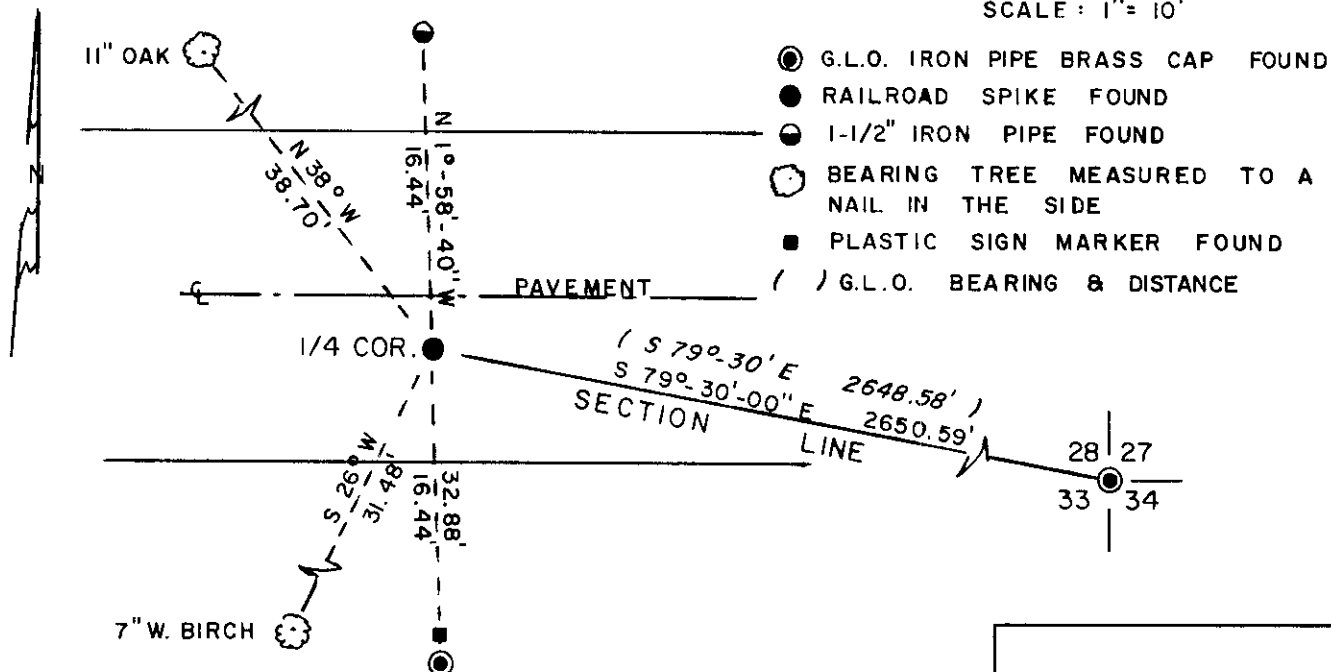 SCALE : 1" = 10'
11" OAK
G.L.O. IRON PIPE BRASS CAP FOUND
RAILROAD SPIKE FOUND
1-1/2" IRON PIPE FOUND
BEARING TREE MEASURED TO A
NAIL IN THE SIDE
PLASTIC SIGN MARKER FOUND
( ) G.L.O. BEARING & DISTANCE
N
N 38° W
38.70'
N 1°-58'-40" W
16.44'
℄
PAVEMENT
1/4 COR.
( S 79°-30' E 2648.58' )
S 79°-30'-00" E 2650.59'
SECTION LINE
28 27
33 34
S 26° W
31.48'
32.88'
16.44'
7" W. BIRCH